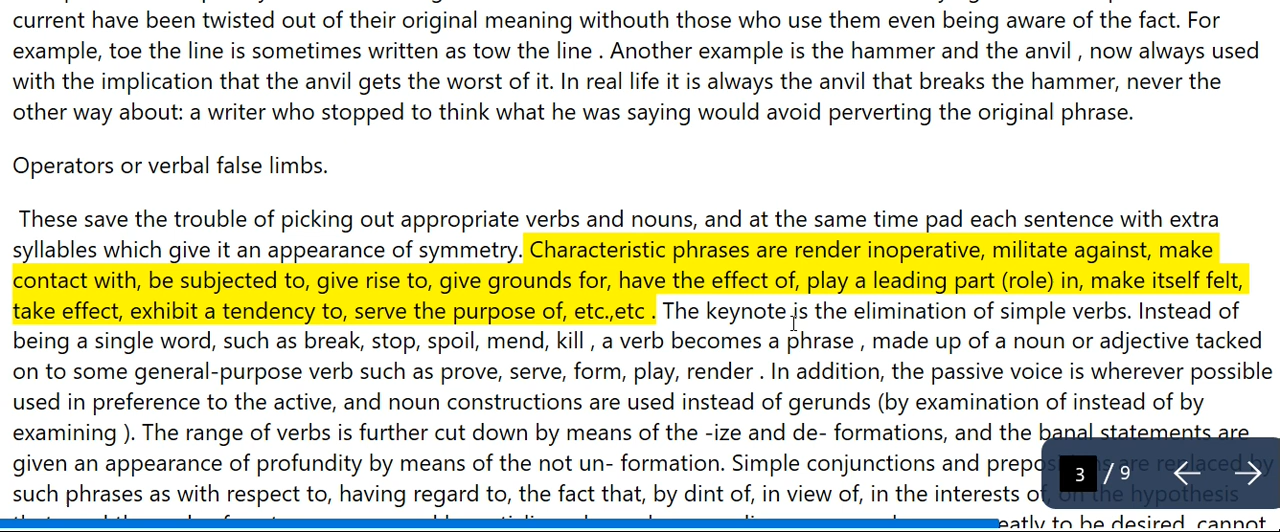 current have been twisted out of their original meaning withouth those who use them even being aware of the fact. For
example, toe the line is sometimes written as tow the line . Another example is the hammer and the anvil , now always used
with the implication that the anvil gets the worst of it. In real life it is always the anvil that breaks the hammer, never the
other way about: a writer who stopped to think what he was saying would avoid perverting the original phrase.
Operators or verbal false limbs.
These save the trouble of picking out appropriate verbs and nouns, and at the same time pad each sentence with extra
syllables which give it an appearance of symmetry. Characteristic phrases are render inoperative, militate against, make
contact with, be subjected to, give rise to, give grounds for, have the effect of, play a leading part (role) in, make itself felt,
take effect, exhibit a tendency to, serve the purpose of, etc.,etc . The keynote is the elimination of simple verbs. Instead of
being a single word, such as break, stop, spoil, mend, kill , a verb becomes a phrase , made up of a noun or adjective tacked
on to some general-purpose verb such as prove, serve, form, play, render . In addition, the passive voice is wherever possible
used in preference to the active, and noun constructions are used instead of gerunds (by examination of instead of by
examining ). The range of verbs is further cut down by means of the -ize and de- formations, and the banal statements are
given an appearance of profundity by means of the not un- formation. Simple conjunctions and prepositions are replaced by
such phrases as with respect to, having regard to, the fact that, by dint of, in view of, in the interests of, on the hypothesis
to be desired, cannot
3 / 9